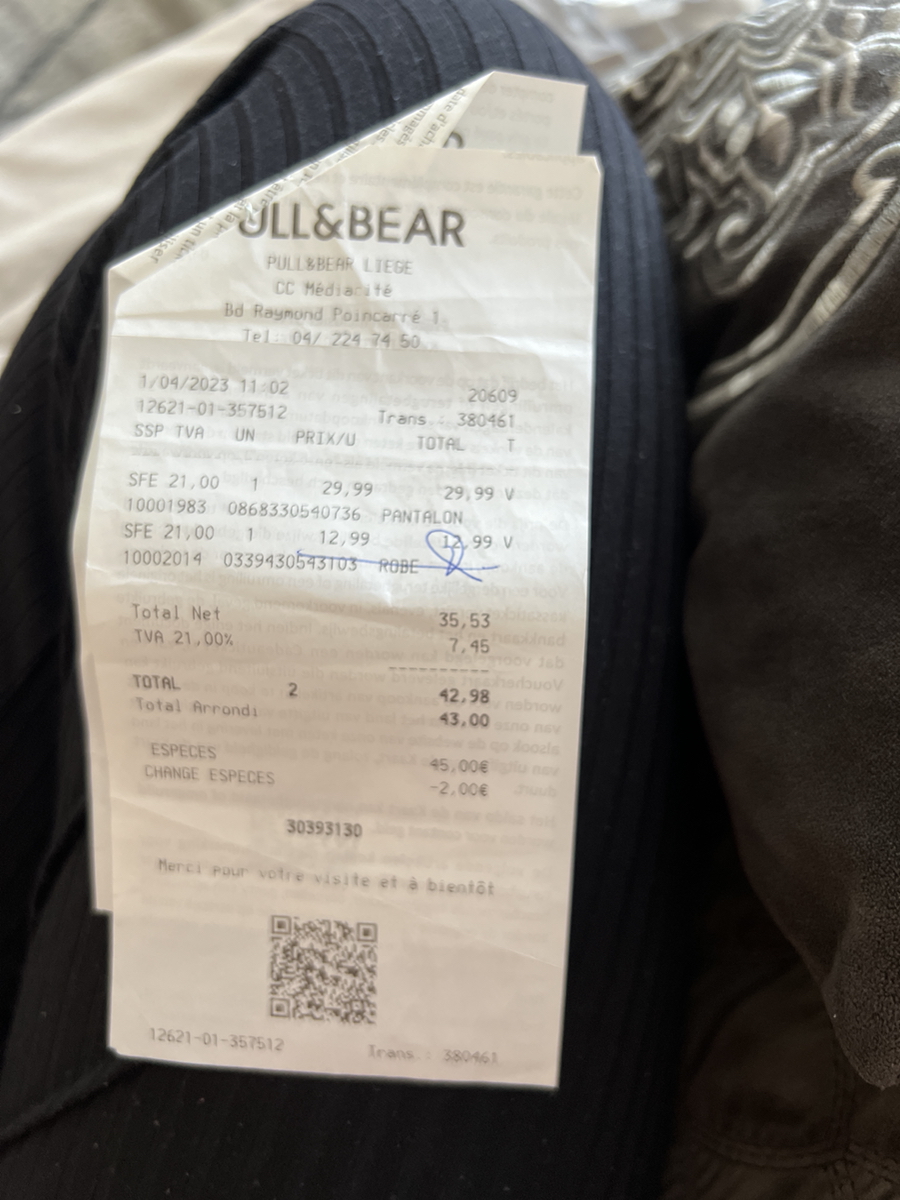 date d'ach
ULL&BEAR
PULL&BEAR LIEGE
CC Médiacité
Bd Raymond Poincarré 1
Tel: 04/ 224 74 50
1/04/2023 11:02 20609
12621-01-357512 Trans.: 380461
SSP TVA UN PRIX/U TOTAL T
SFE 21,00 1 29,99 29,99 V
10001983 0868330540736 PANTALON
SFE 21,00 1 12,99 12,99 V
10002014 0339430543103 ROBE
Total Net 35,53
TVA 21,00% 7,45
TOTAL 2 42,98
Total Arrondi 43,00
ESPECES 45,00€
CHANGE ESPECES -2,00€
30393130
Merci pour votre visite et à bientôt
12621-01-357512 Trans.: 380461